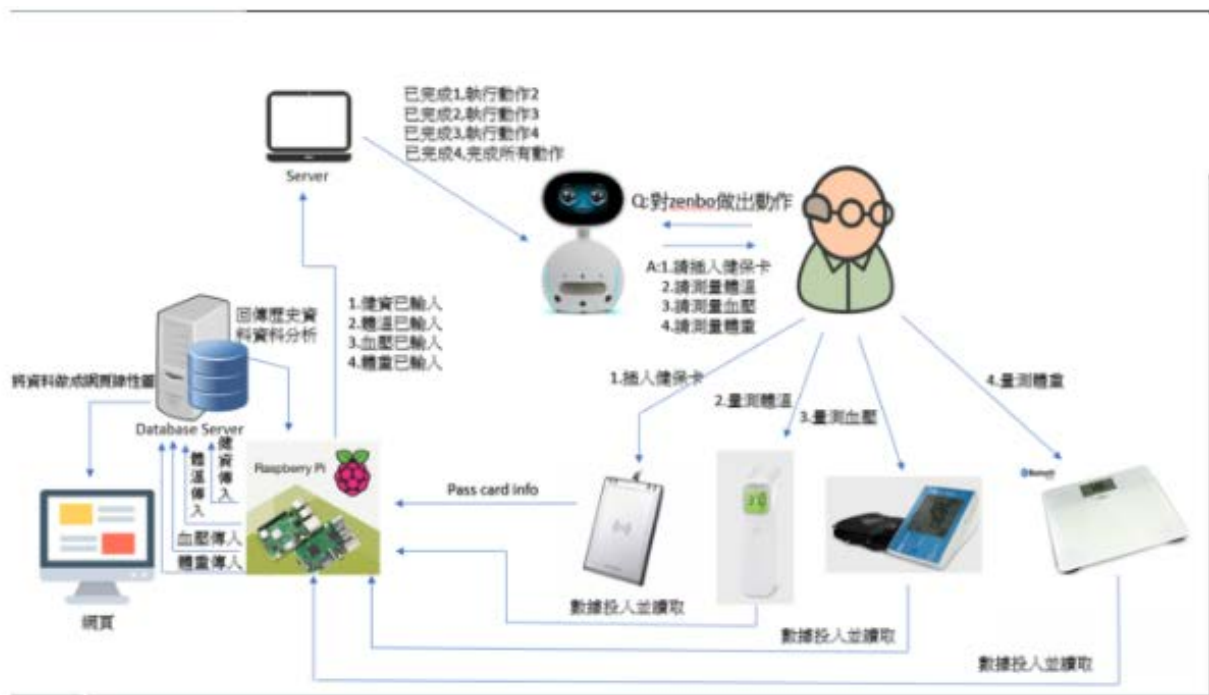 已完成1,執行動作2
已完成2,執行動作3
已完成3,執行動作4
已完成4,完成所有動作
Server
Q:對zenbo做出動作
A:1.請插入健保卡
2.請測量體溫
3.請測量血壓
4.請測量體重
回傳歷史資
料資料分析
1.健資已輸入
2.體溫已輸入
3.血壓已輸入
4.體重已輸入
將資料做成網頁線性圖
Database Server
1.插入健保卡
2.量測體溫
3.量測血壓
4.量測體重
健資傳入
體溫傳入
血壓傳入
體重傳入
Raspberry Pi
Pass card info
Bluetooth
網頁
數據投入並讀取
數據投入並讀取
數據投入並讀取